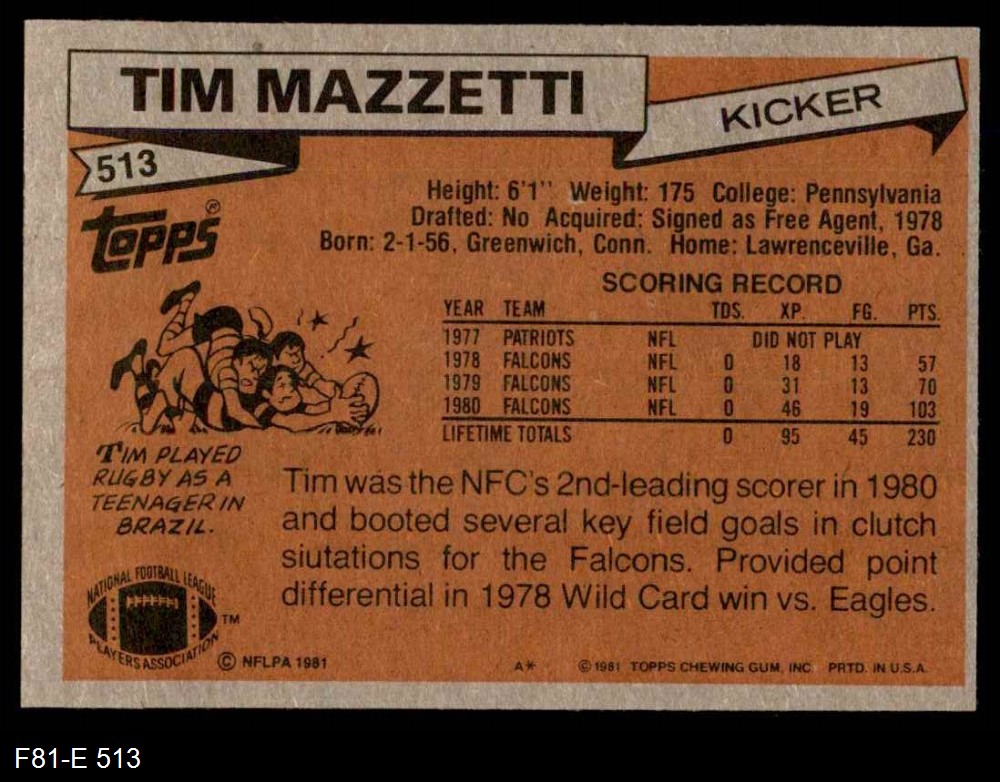 TIM MAZZETTI
KICKER
513
Topps®
Height: 6'1'' Weight: 175 College: Pennsylvania
Drafted: No Acquired: Signed as Free Agent, 1978
Born: 2-1-56, Greenwich, Conn. Home: Lawrenceville, Ga.
SCORING RECORD
YEAR TEAM TDS. XP. FG. PTS.
1977 PATRIOTS NFL DID NOT PLAY
1978 FALCONS NFL 0 18 13 57
1979 FALCONS NFL 0 31 13 70
1980 FALCONS NFL 0 46 19 103
LIFETIME TOTALS 0 95 45 230
TIM PLAYED
RUGBY AS A
TEENAGER IN
BRAZIL.
Tim was the NFC's 2nd-leading scorer in 1980
and booted several key field goals in clutch
siutations for the Falcons. Provided point
differential in 1978 Wild Card win vs. Eagles.
NATIONAL FOOTBALL LEAGUE
PLAYERS ASSOCIATION
TM
© NFLPA 1981
A* © 1981 TOPPS CHEWING GUM, INC. PRTD. IN U.S.A.
F81-E 513